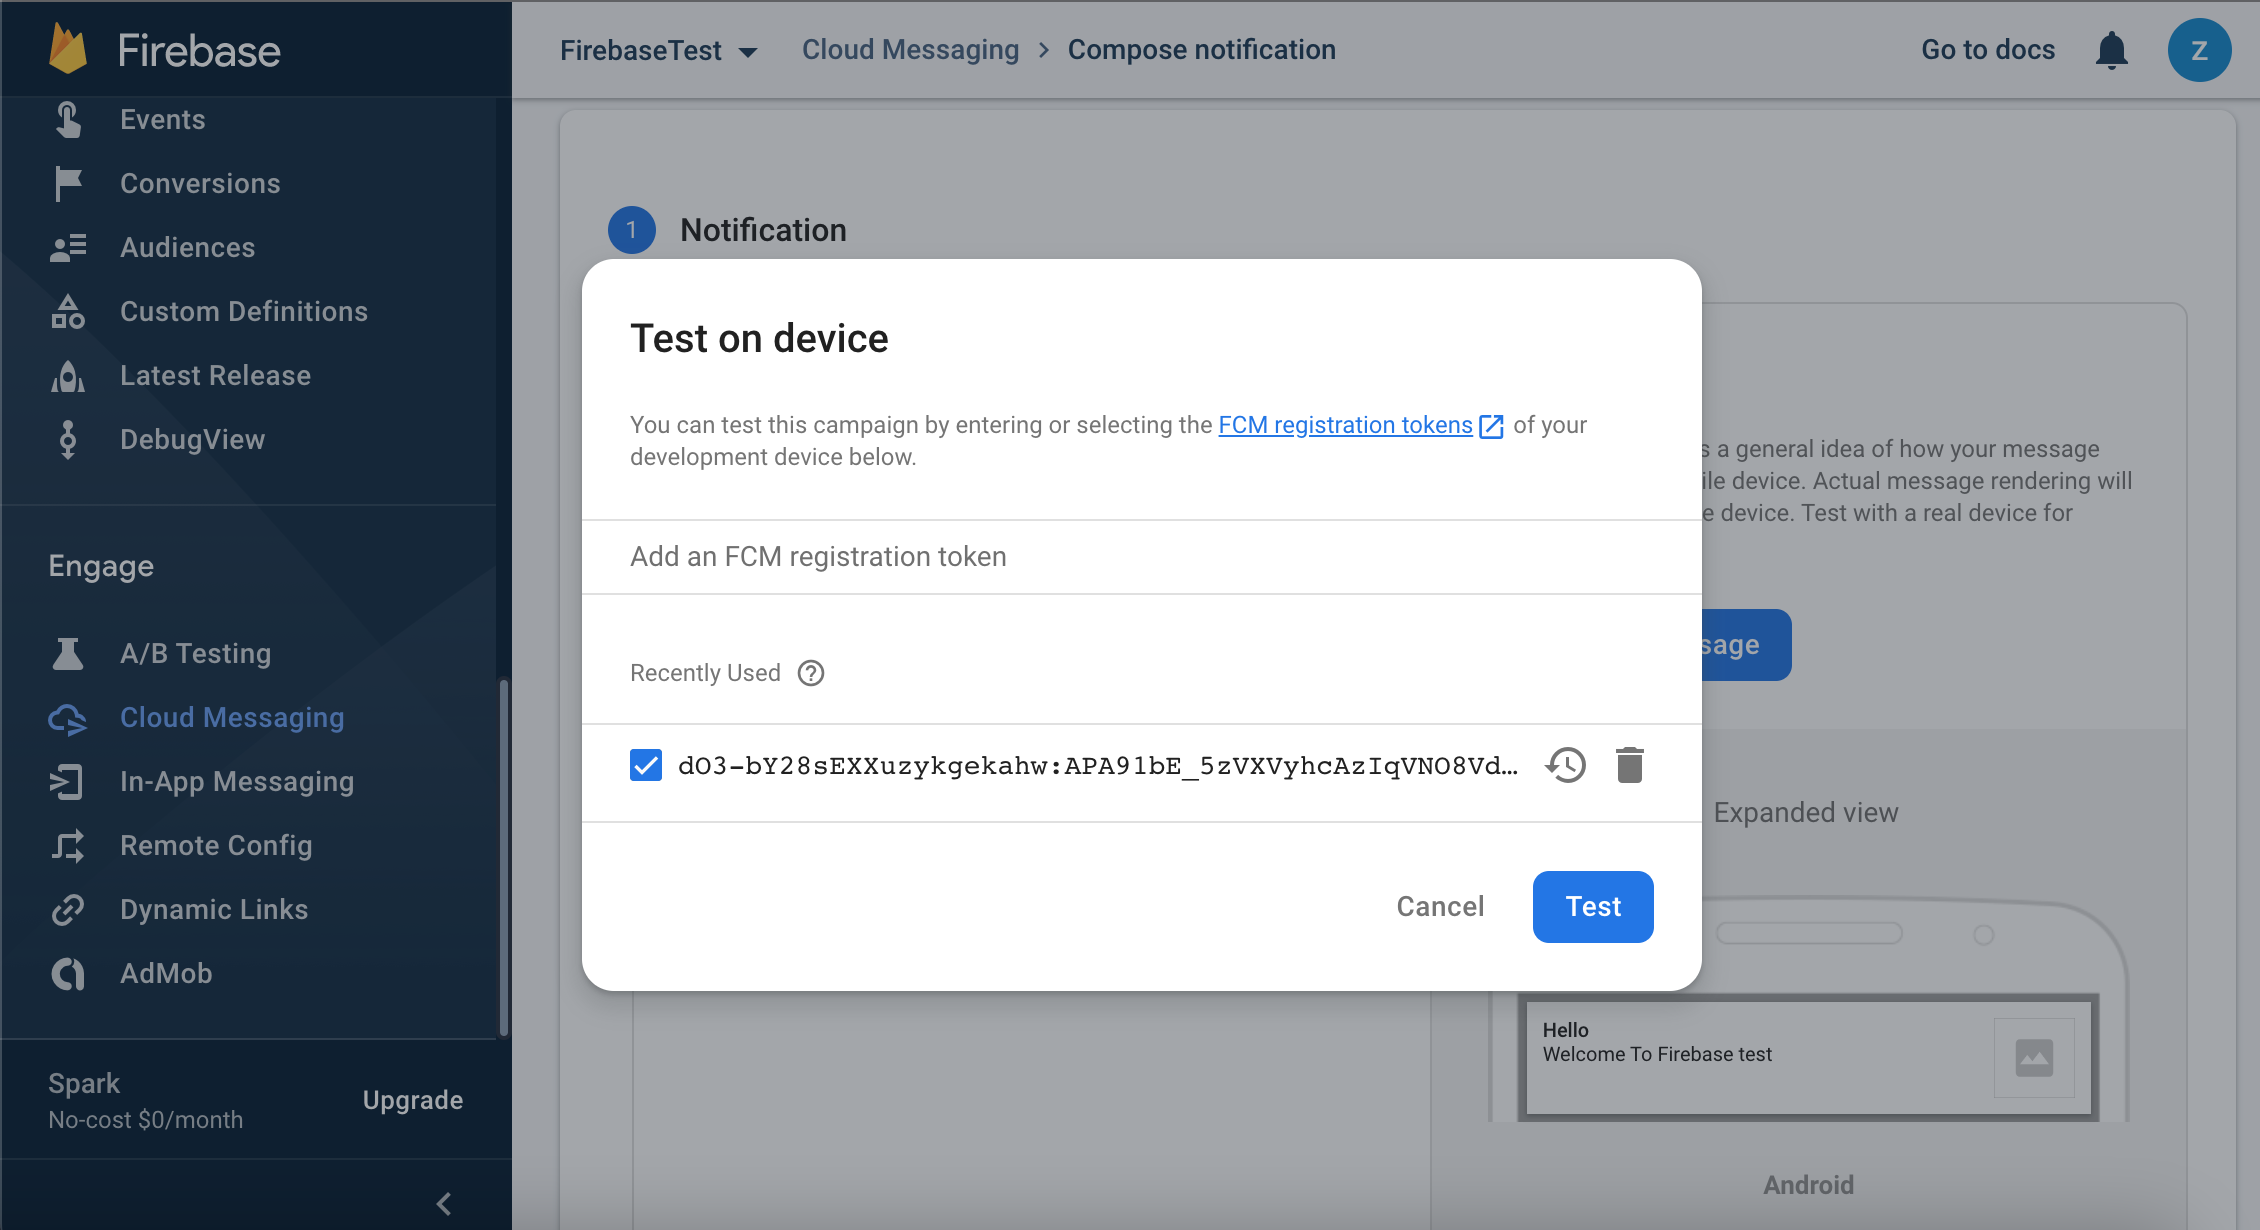 Firebase
Events
Conversions
Audiences
Custom Definitions
Latest Release
DebugView
Engage
A/B Testing
Cloud Messaging
In-App Messaging
Remote Config
Dynamic Links
AdMob
Spark
No-cost $0/month
Upgrade
FirebaseTest
Cloud Messaging > Compose notification
Go to docs
Z
1 Notification
Test on device
You can test this campaign by entering or selecting the FCM registration tokens of your
development device below.
Add an FCM registration token
Recently Used
dO3-bY28sEXXuzykgekahw:APA91bE_5zVXVyhcAzIqVNO8Vd…
Cancel
Test
a general idea of how your message
device. Actual message rendering will
device. Test with a real device for
sage
Expanded view
Hello
Welcome To Firebase test
Android